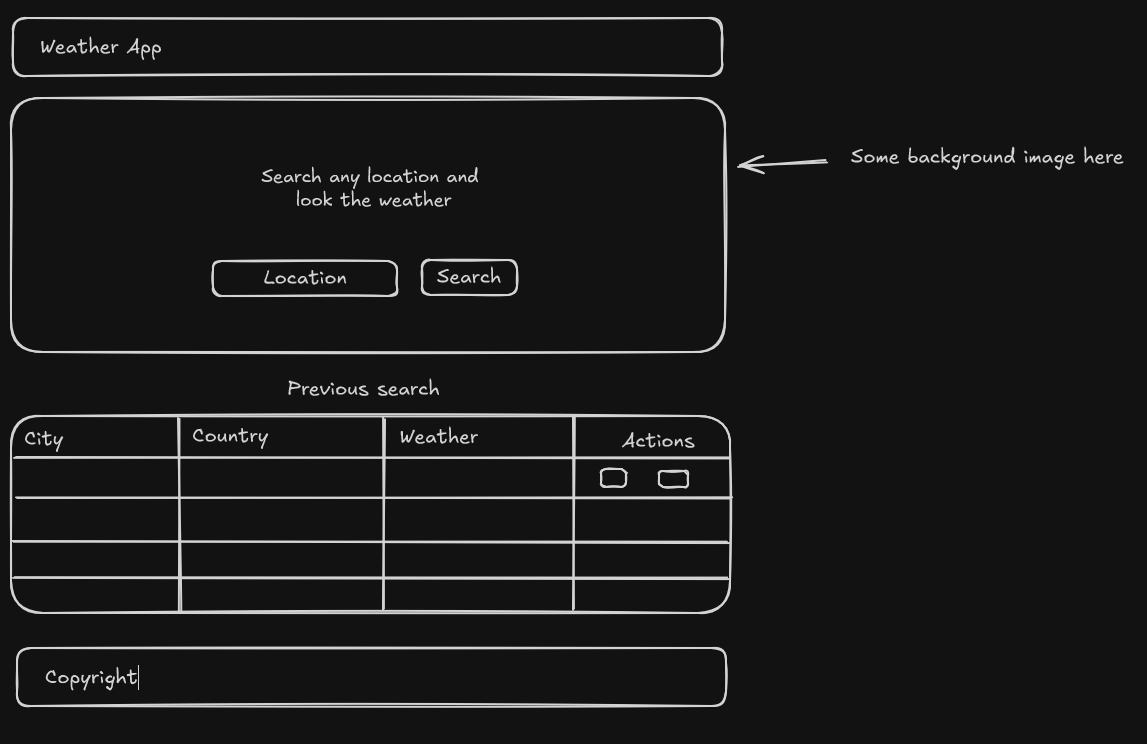 Weather App
Some background image here
Search any location and
look the weather
Location
Search
Previous search
City
Country
Weather
Actions
Copyright